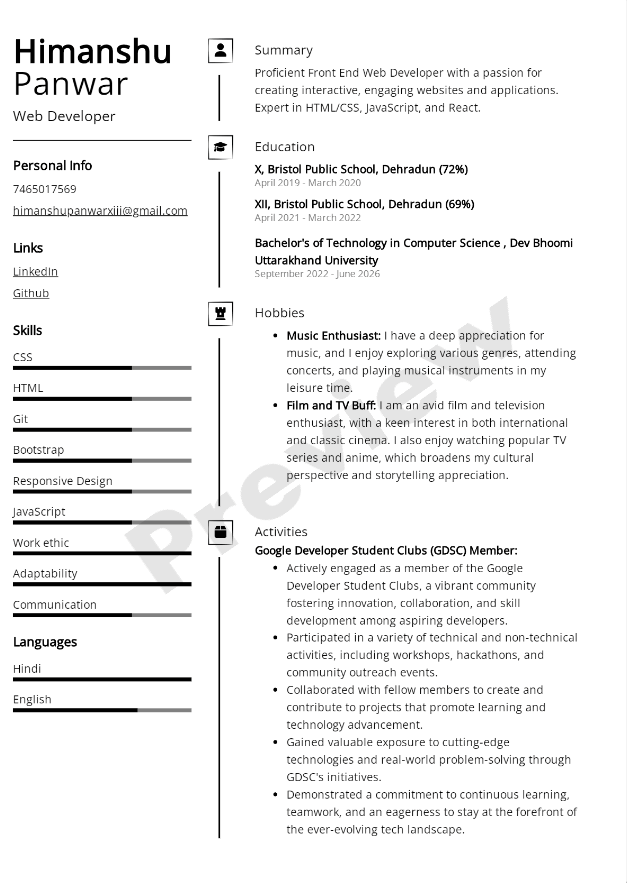 Himanshu
Panwar
Web Developer
Personal Info
7465017569
himanshupanwarxiii@gmail.com
Links
LinkedIn
Github
Skills
CSS
HTML
Git
Bootstrap
Responsive Design
JavaScript
Work ethic
Adaptability
Communication
Languages
Hindi
English
Summary
Proficient Front End Web Developer with a passion for
creating interactive, engaging websites and applications.
Expert in HTML/CSS, JavaScript, and React.
Education
X, Bristol Public School, Dehradun (72%)
April 2019 - March 2020
XII, Bristol Public School, Dehradun (69%)
April 2021 - March 2022
Bachelor's of Technology in Computer Science , Dev Bhoomi
Uttarakhand University
September 2022 - June 2026
Hobbies
• Music Enthusiast: I have a deep appreciation for
music, and I enjoy exploring various genres, attending
concerts, and playing musical instruments in my
leisure time.
• Film and TV Buff: I am an avid film and television
enthusiast, with a keen interest in both international
and classic cinema. I also enjoy watching popular TV
series and anime, which broadens my cultural
perspective and storytelling appreciation.
Activities
Google Developer Student Clubs (GDSC) Member:
• Actively engaged as a member of the Google
Developer Student Clubs, a vibrant community
fostering innovation, collaboration, and skill
development among aspiring developers.
• Participated in a variety of technical and non-technical
activities, including workshops, hackathons, and
community outreach events.
• Collaborated with fellow members to create and
contribute to projects that promote learning and
technology advancement.
• Gained valuable exposure to cutting-edge
technologies and real-world problem-solving through
GDSC's initiatives.
• Demonstrated a commitment to continuous learning,
teamwork, and an eagerness to stay at the forefront of
the ever-evolving tech landscape.
Preview